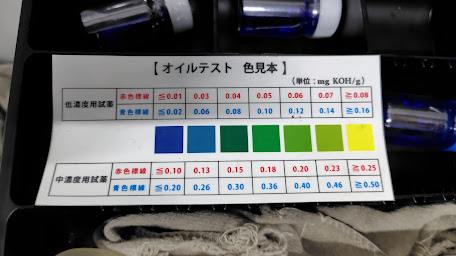 【 オイルテスト 色見本 】
(単位：mg KOH/g)
低濃度用試薬
赤色標線 ≦0.01 0.03 0.04 0.05 0.06 0.07 ≧0.08
青色標線 ≦0.02 0.06 0.08 0.10 0.12 0.14 ≧0.16
中濃度用試薬
赤色標線 ≦0.10 0.13 0.15 0.18 0.20 0.23 ≧0.25
青色標線 ≦0.20 0.26 0.30 0.36 0.40 0.46 ≧0.50